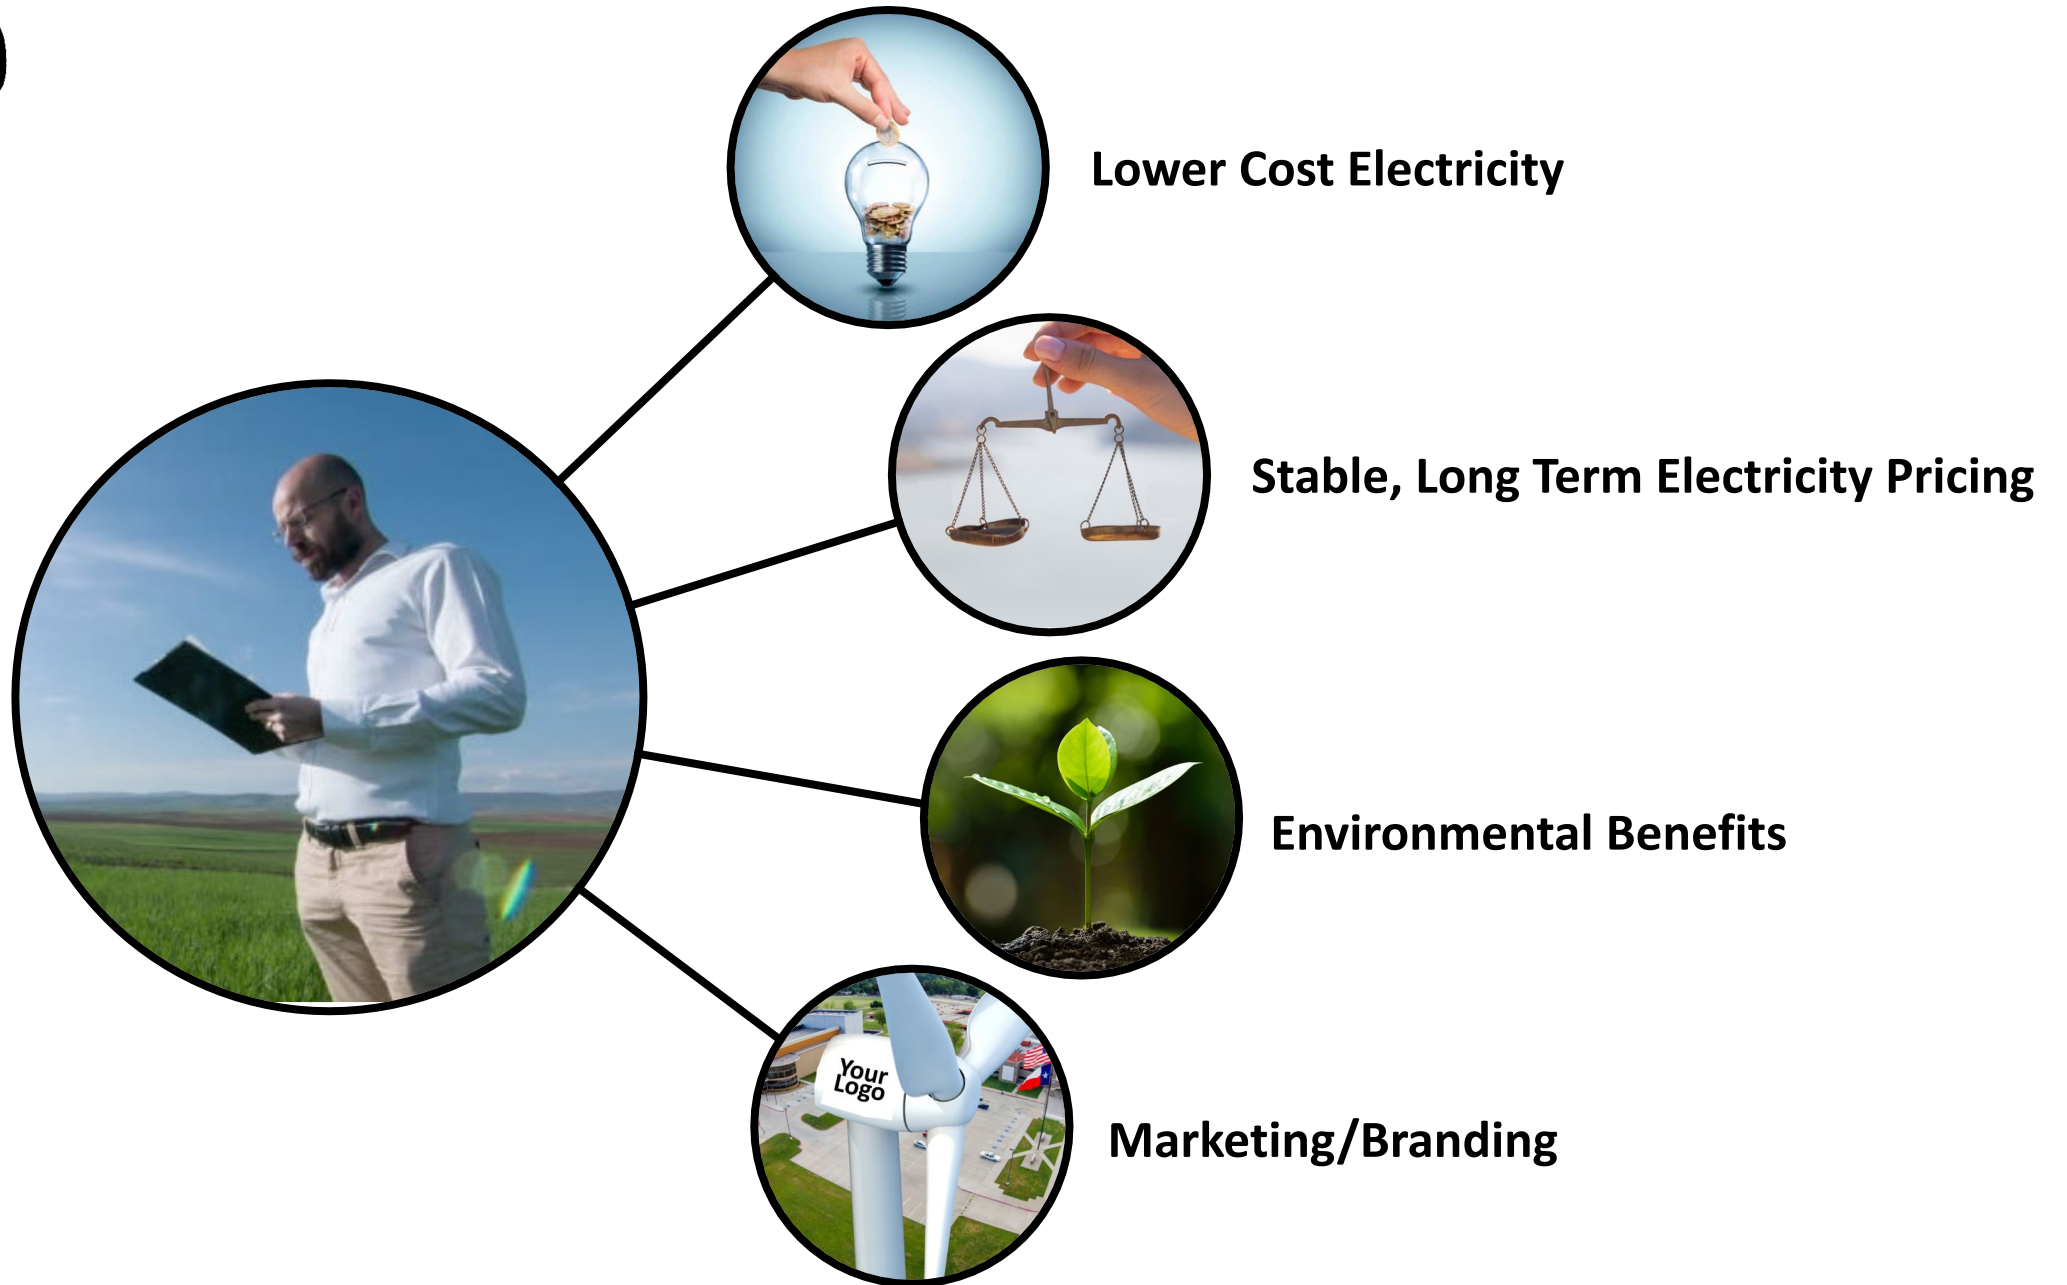 Lower Cost Electricity
Stable, Long Term Electricity Pricing
Environmental Benefits
Your
Logo
Marketing/Branding